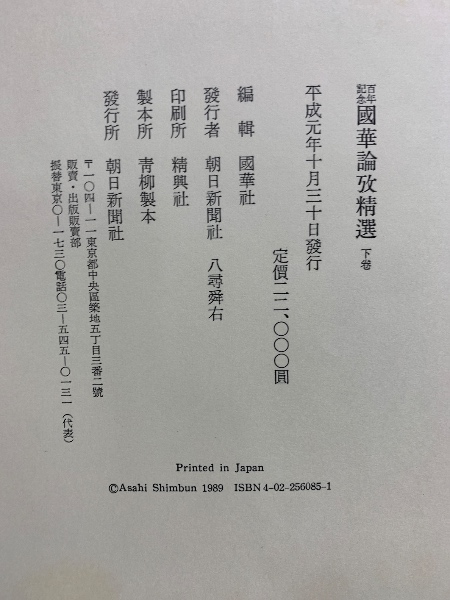 百年記念 國華論攷精選 下巻
平成元年十月三十日發行
定價二二、〇〇〇圓
編輯 國華社
發行者 朝日新聞社 八尋舜右
印刷所 精興社
製本所 青柳製本
發行所 朝日新聞社
〒一〇四―一一東京都中央區築地五丁目三番二號
販賣・出版販賣部
振替東京〇―一七三〇電話〇三―五四五―〇一三一（代表）
Printed in Japan
©Asahi Shimbun 1989 ISBN4-02-256085-1